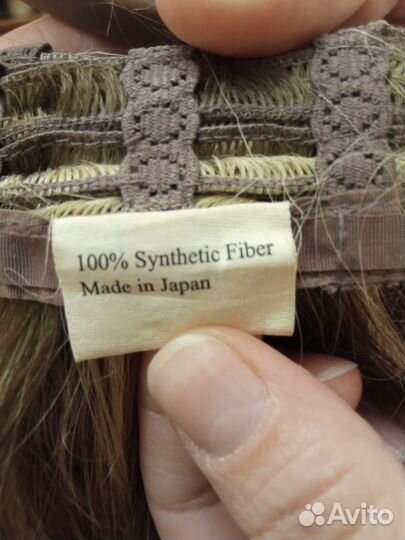 100% Synthetic Fiber
Made in Japan
Avito